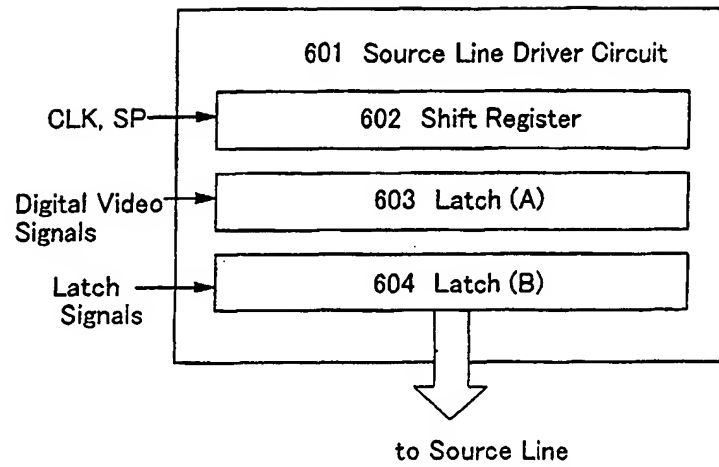 601 Source Line Driver Circuit
CLK, SP
602 Shift Register
Digital Video
Signals
603 Latch (A)
Latch
Signals
604 Latch (B)
to Source Line